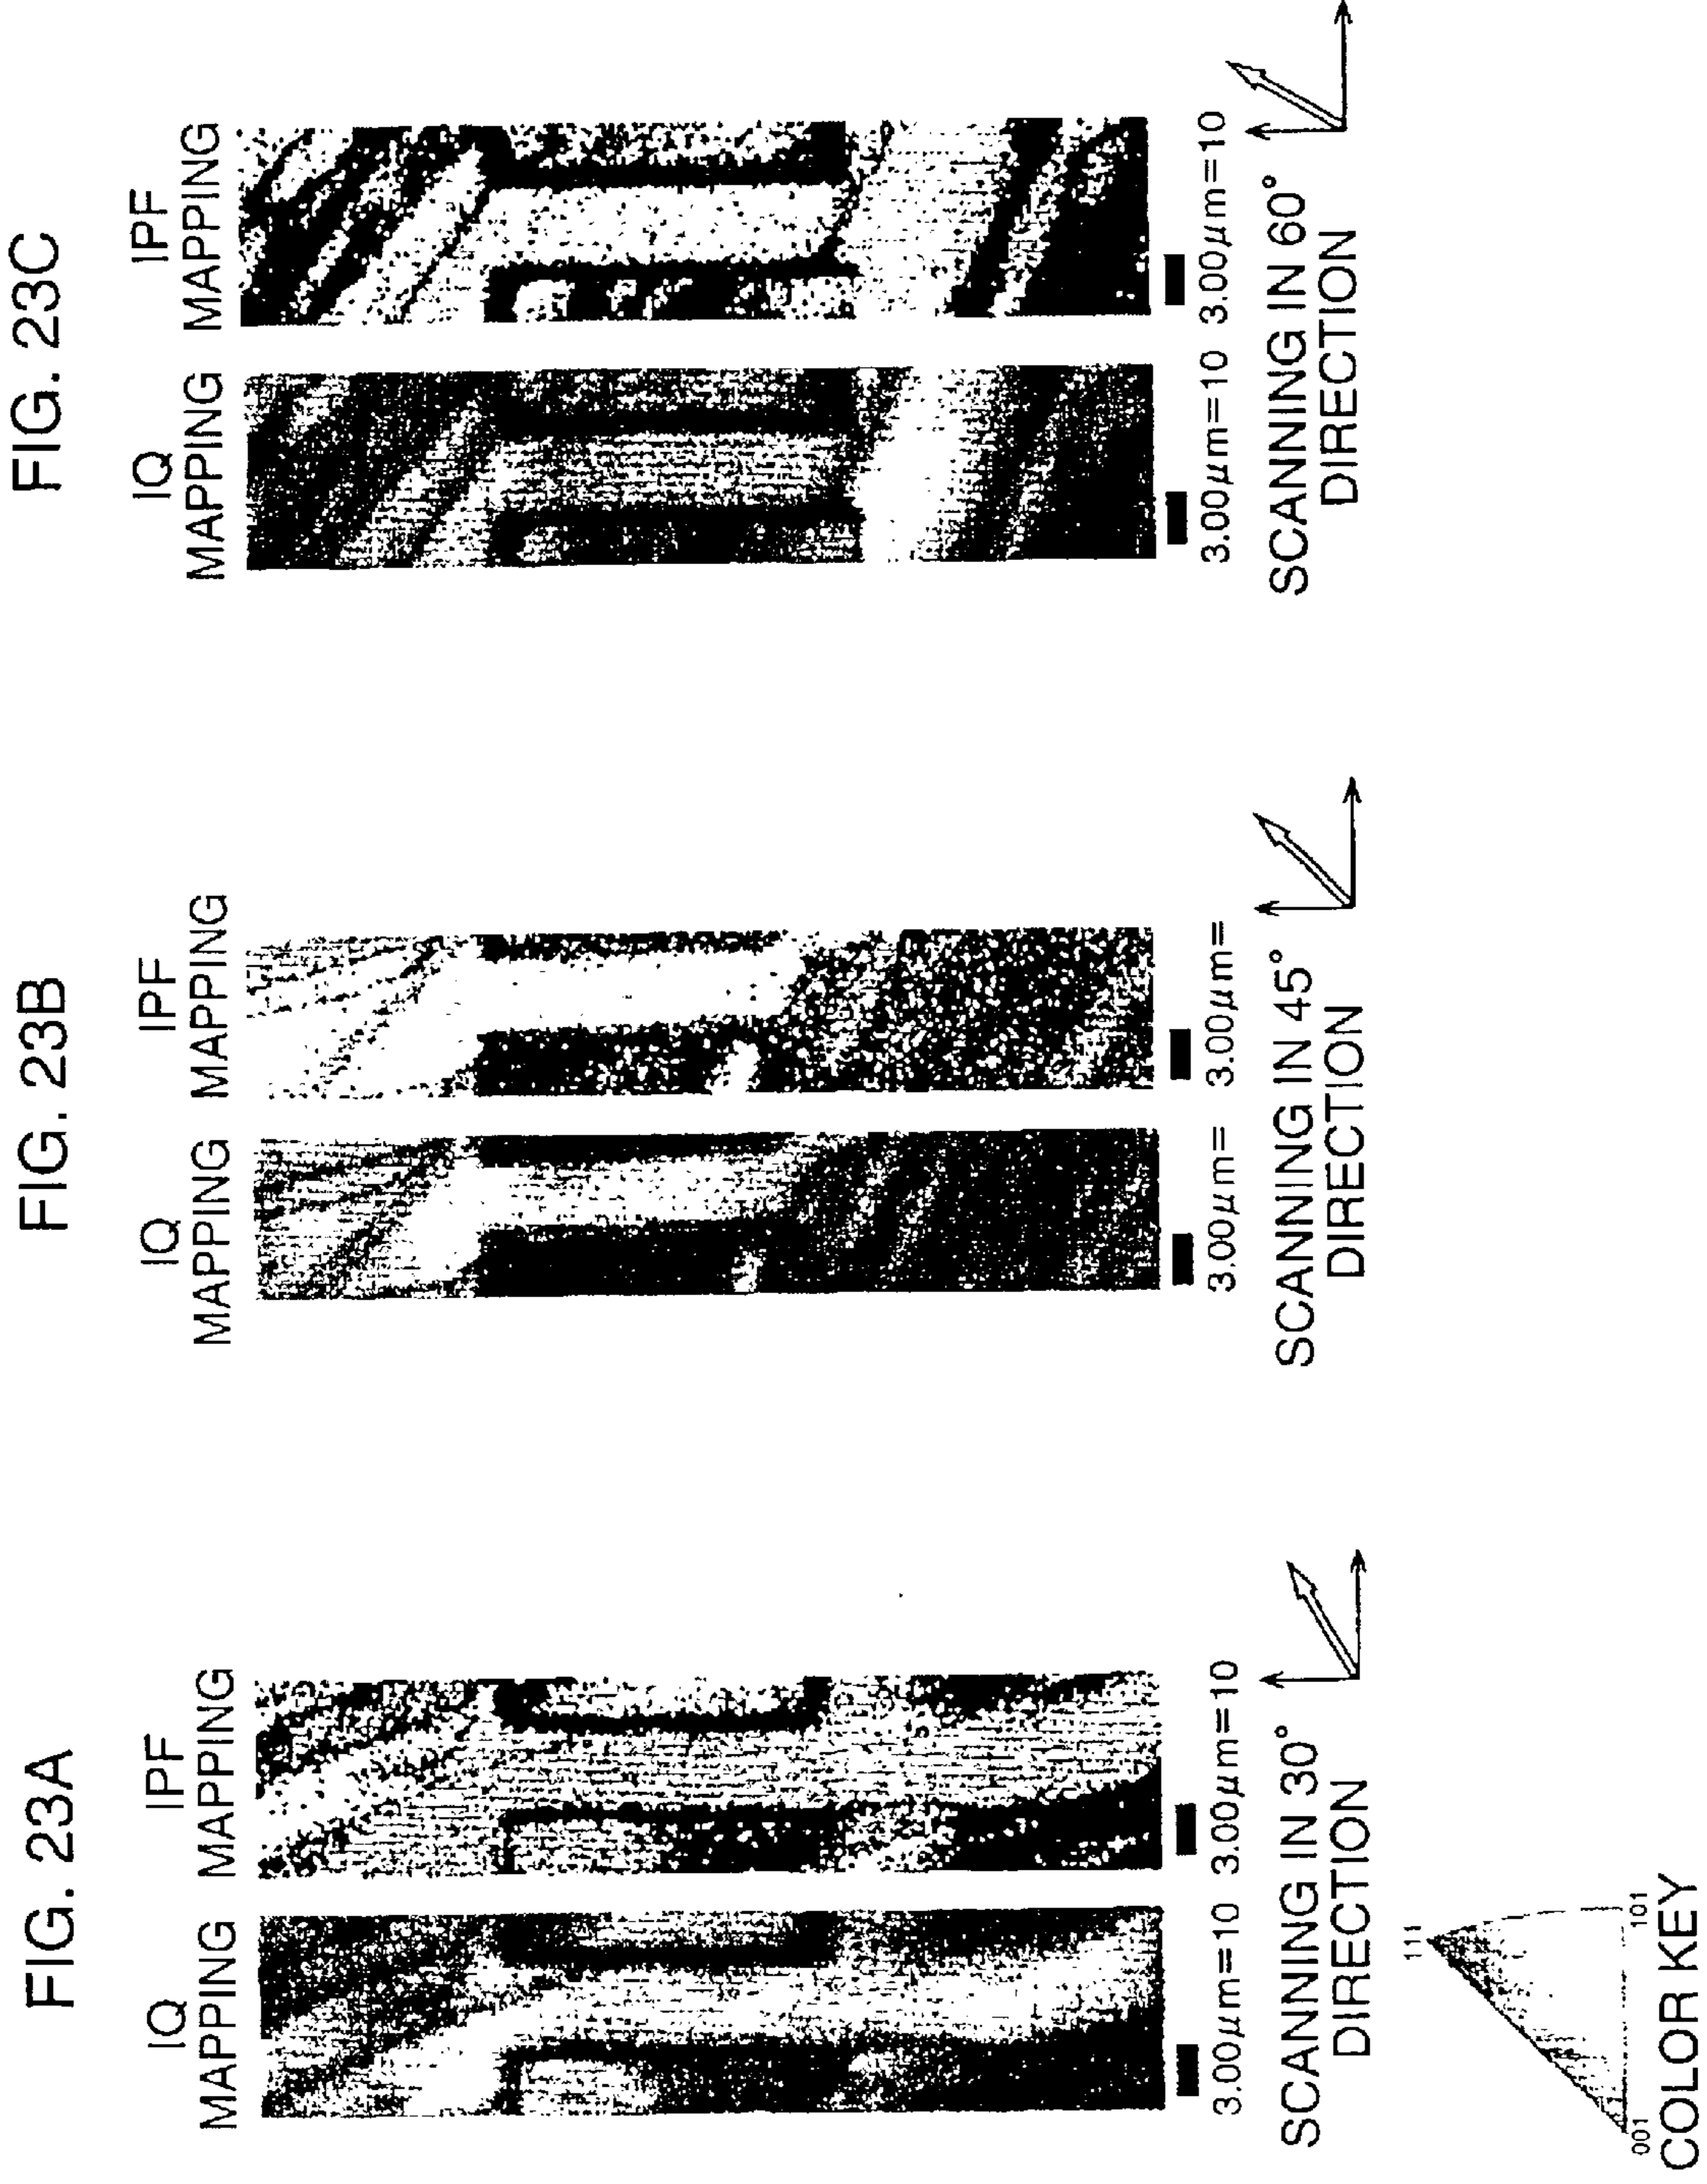 FIG. 23A
IQ
MAPPING
IPF
MAPPING
3.00μm=10 3.00μm=10
SCANNING IN 30°
DIRECTION
FIG. 23B
IQ
MAPPING
IPF
MAPPING
3.00μm= 3.00μm=
SCANNING IN 45°
DIRECTION
FIG. 23C
IQ
MAPPING
IPF
MAPPING
3.00μm=10 3.00μm=10
SCANNING IN 60°
DIRECTION
111
001 101
COLOR KEY